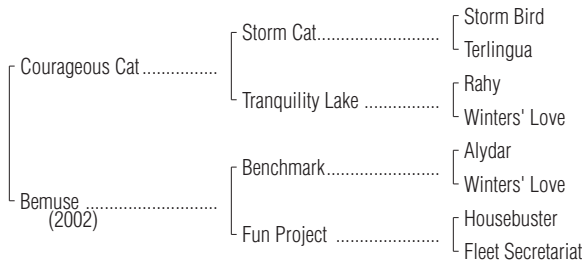 Storm Bird
Storm Cat..............................
Terlingua
Courageous Cat ................
Rahy
Tranquility Lake ................
Winters' Love
Alydar
Benchmark.......................
Winters' Love
Bemuse ............................
(2002)
Housebuster
Fun Project ......................
Fleet Secretariat